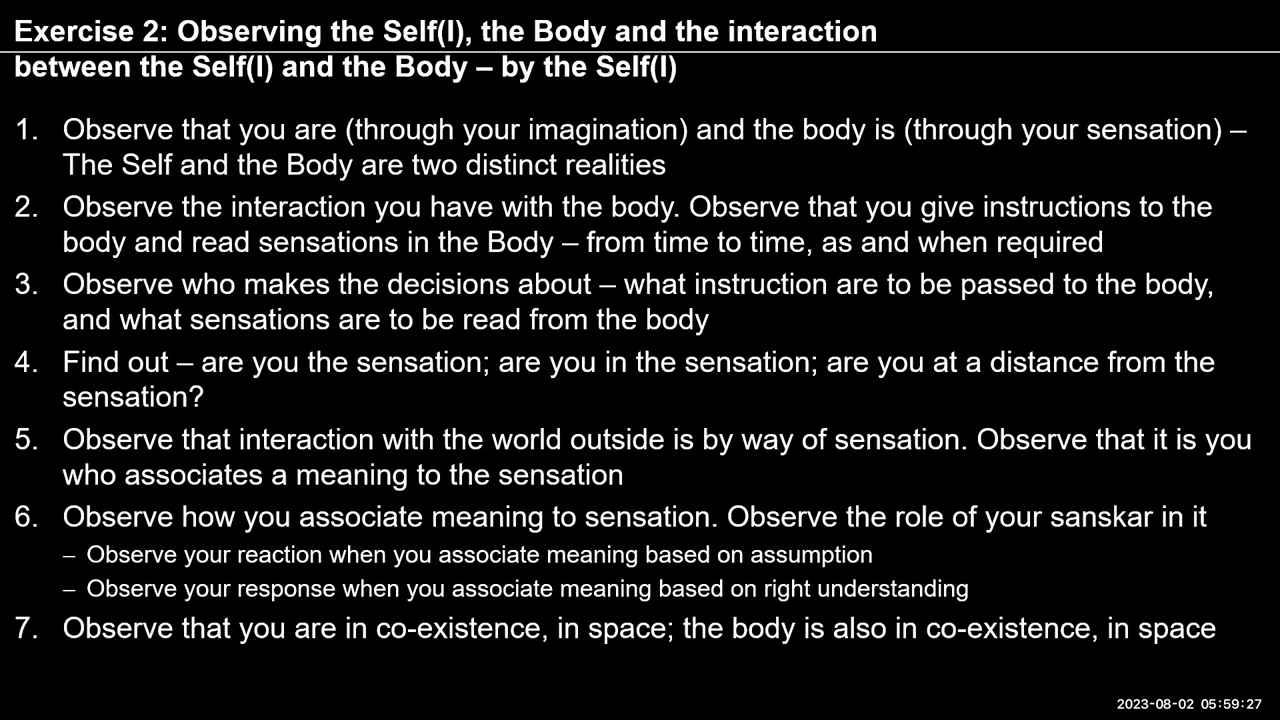 Exercise 2: Observing the Self(I), the Body and the interaction
between the Self(I) and the Body – by the Self(I)
1. Observe that you are (through your imagination) and the body is (through your sensation) –
The Self and the Body are two distinct realities
2. Observe the interaction you have with the body. Observe that you give instructions to the
body and read sensations in the Body – from time to time, as and when required
3. Observe who makes the decisions about – what instruction are to be passed to the body,
and what sensations are to be read from the body
4. Find out – are you the sensation; are you in the sensation; are you at a distance from the
sensation?
5. Observe that interaction with the world outside is by way of sensation. Observe that it is you
who associates a meaning to the sensation
6. Observe how you associate meaning to sensation. Observe the role of your sanskar in it
– Observe your reaction when you associate meaning based on assumption
– Observe your response when you associate meaning based on right understanding
7. Observe that you are in co-existence, in space; the body is also in co-existence, in space
2023-08-02 05:59:27